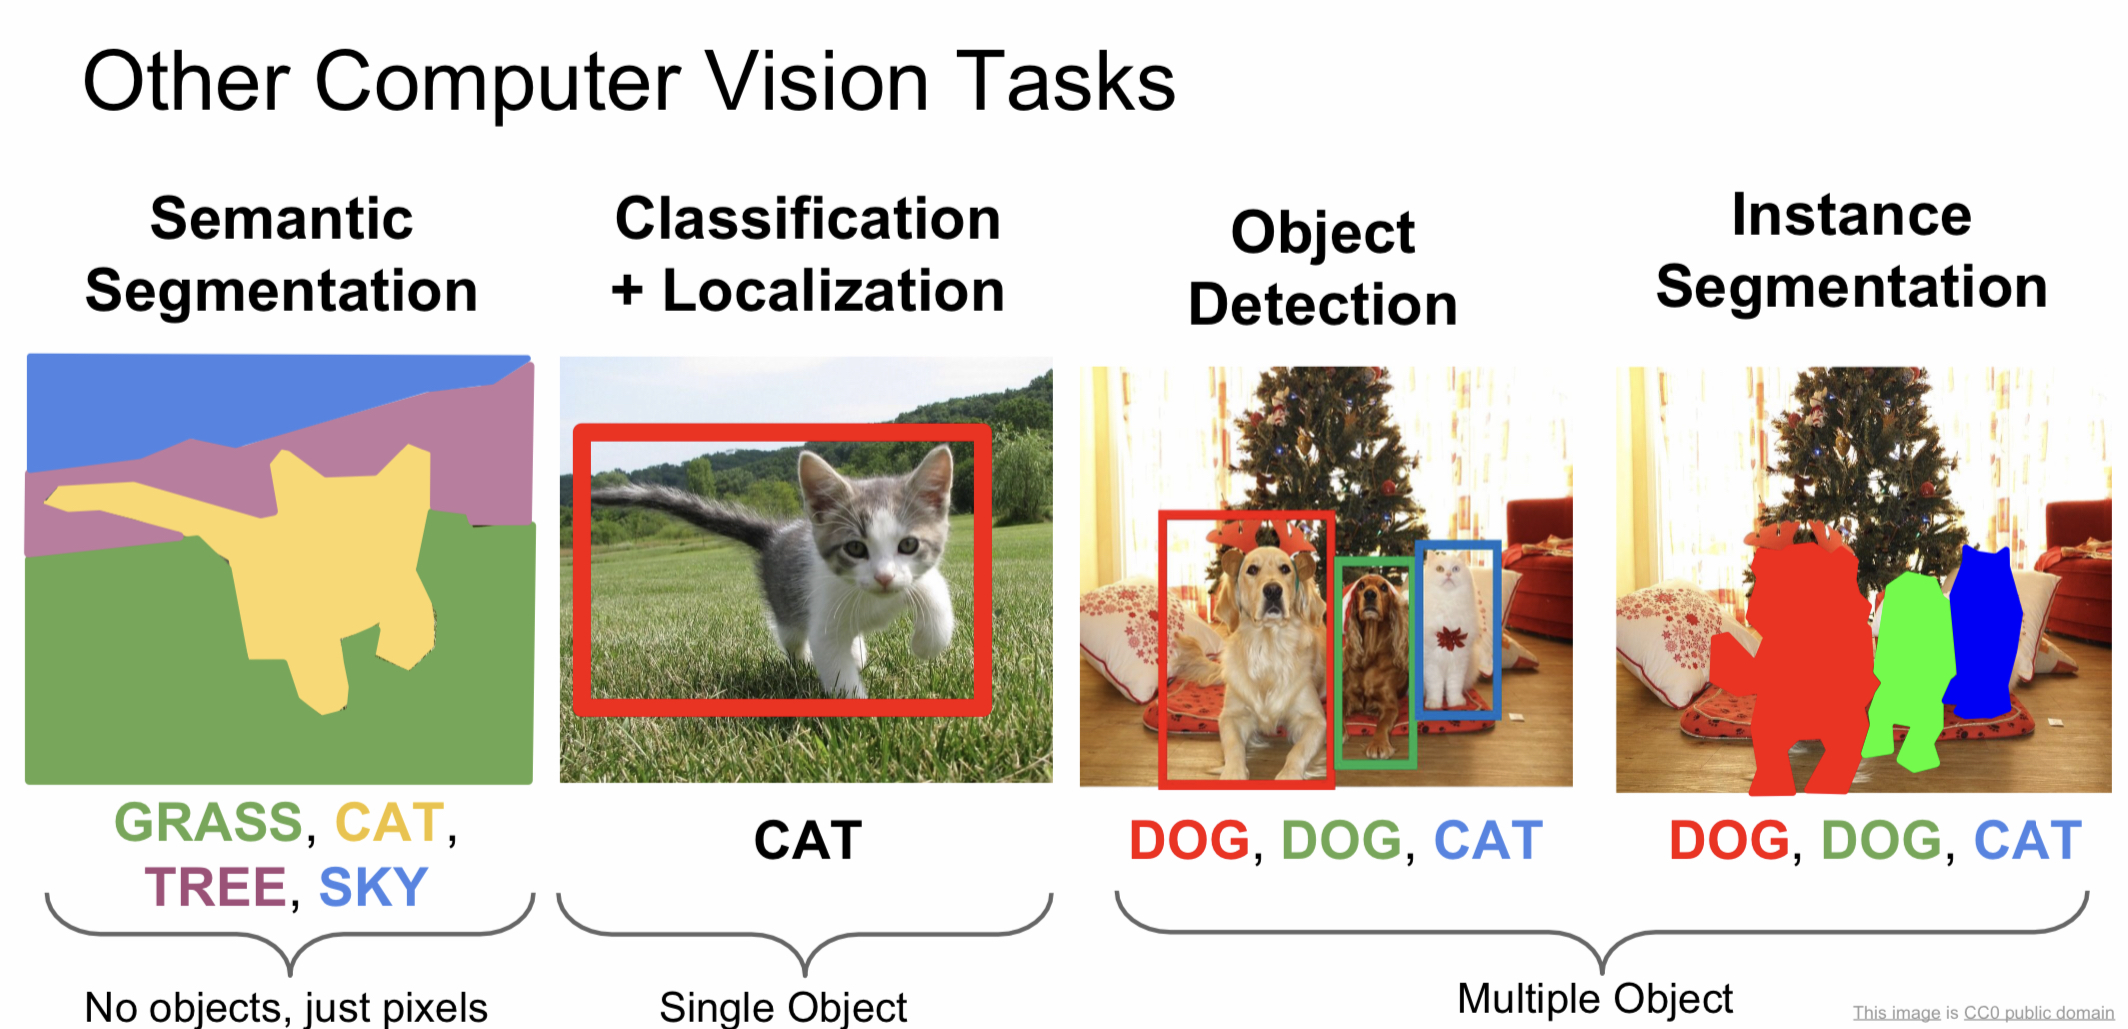 Other Computer Vision Tasks
Semantic
Segmentation
Classification
+ Localization
Object
Detection
Instance
Segmentation
GRASS, CAT,
TREE, SKY
CAT
DOG, DOG, CAT
DOG, DOG, CAT
No objects, just pixels
Single Object
Multiple Object
This image is CC0 public domain